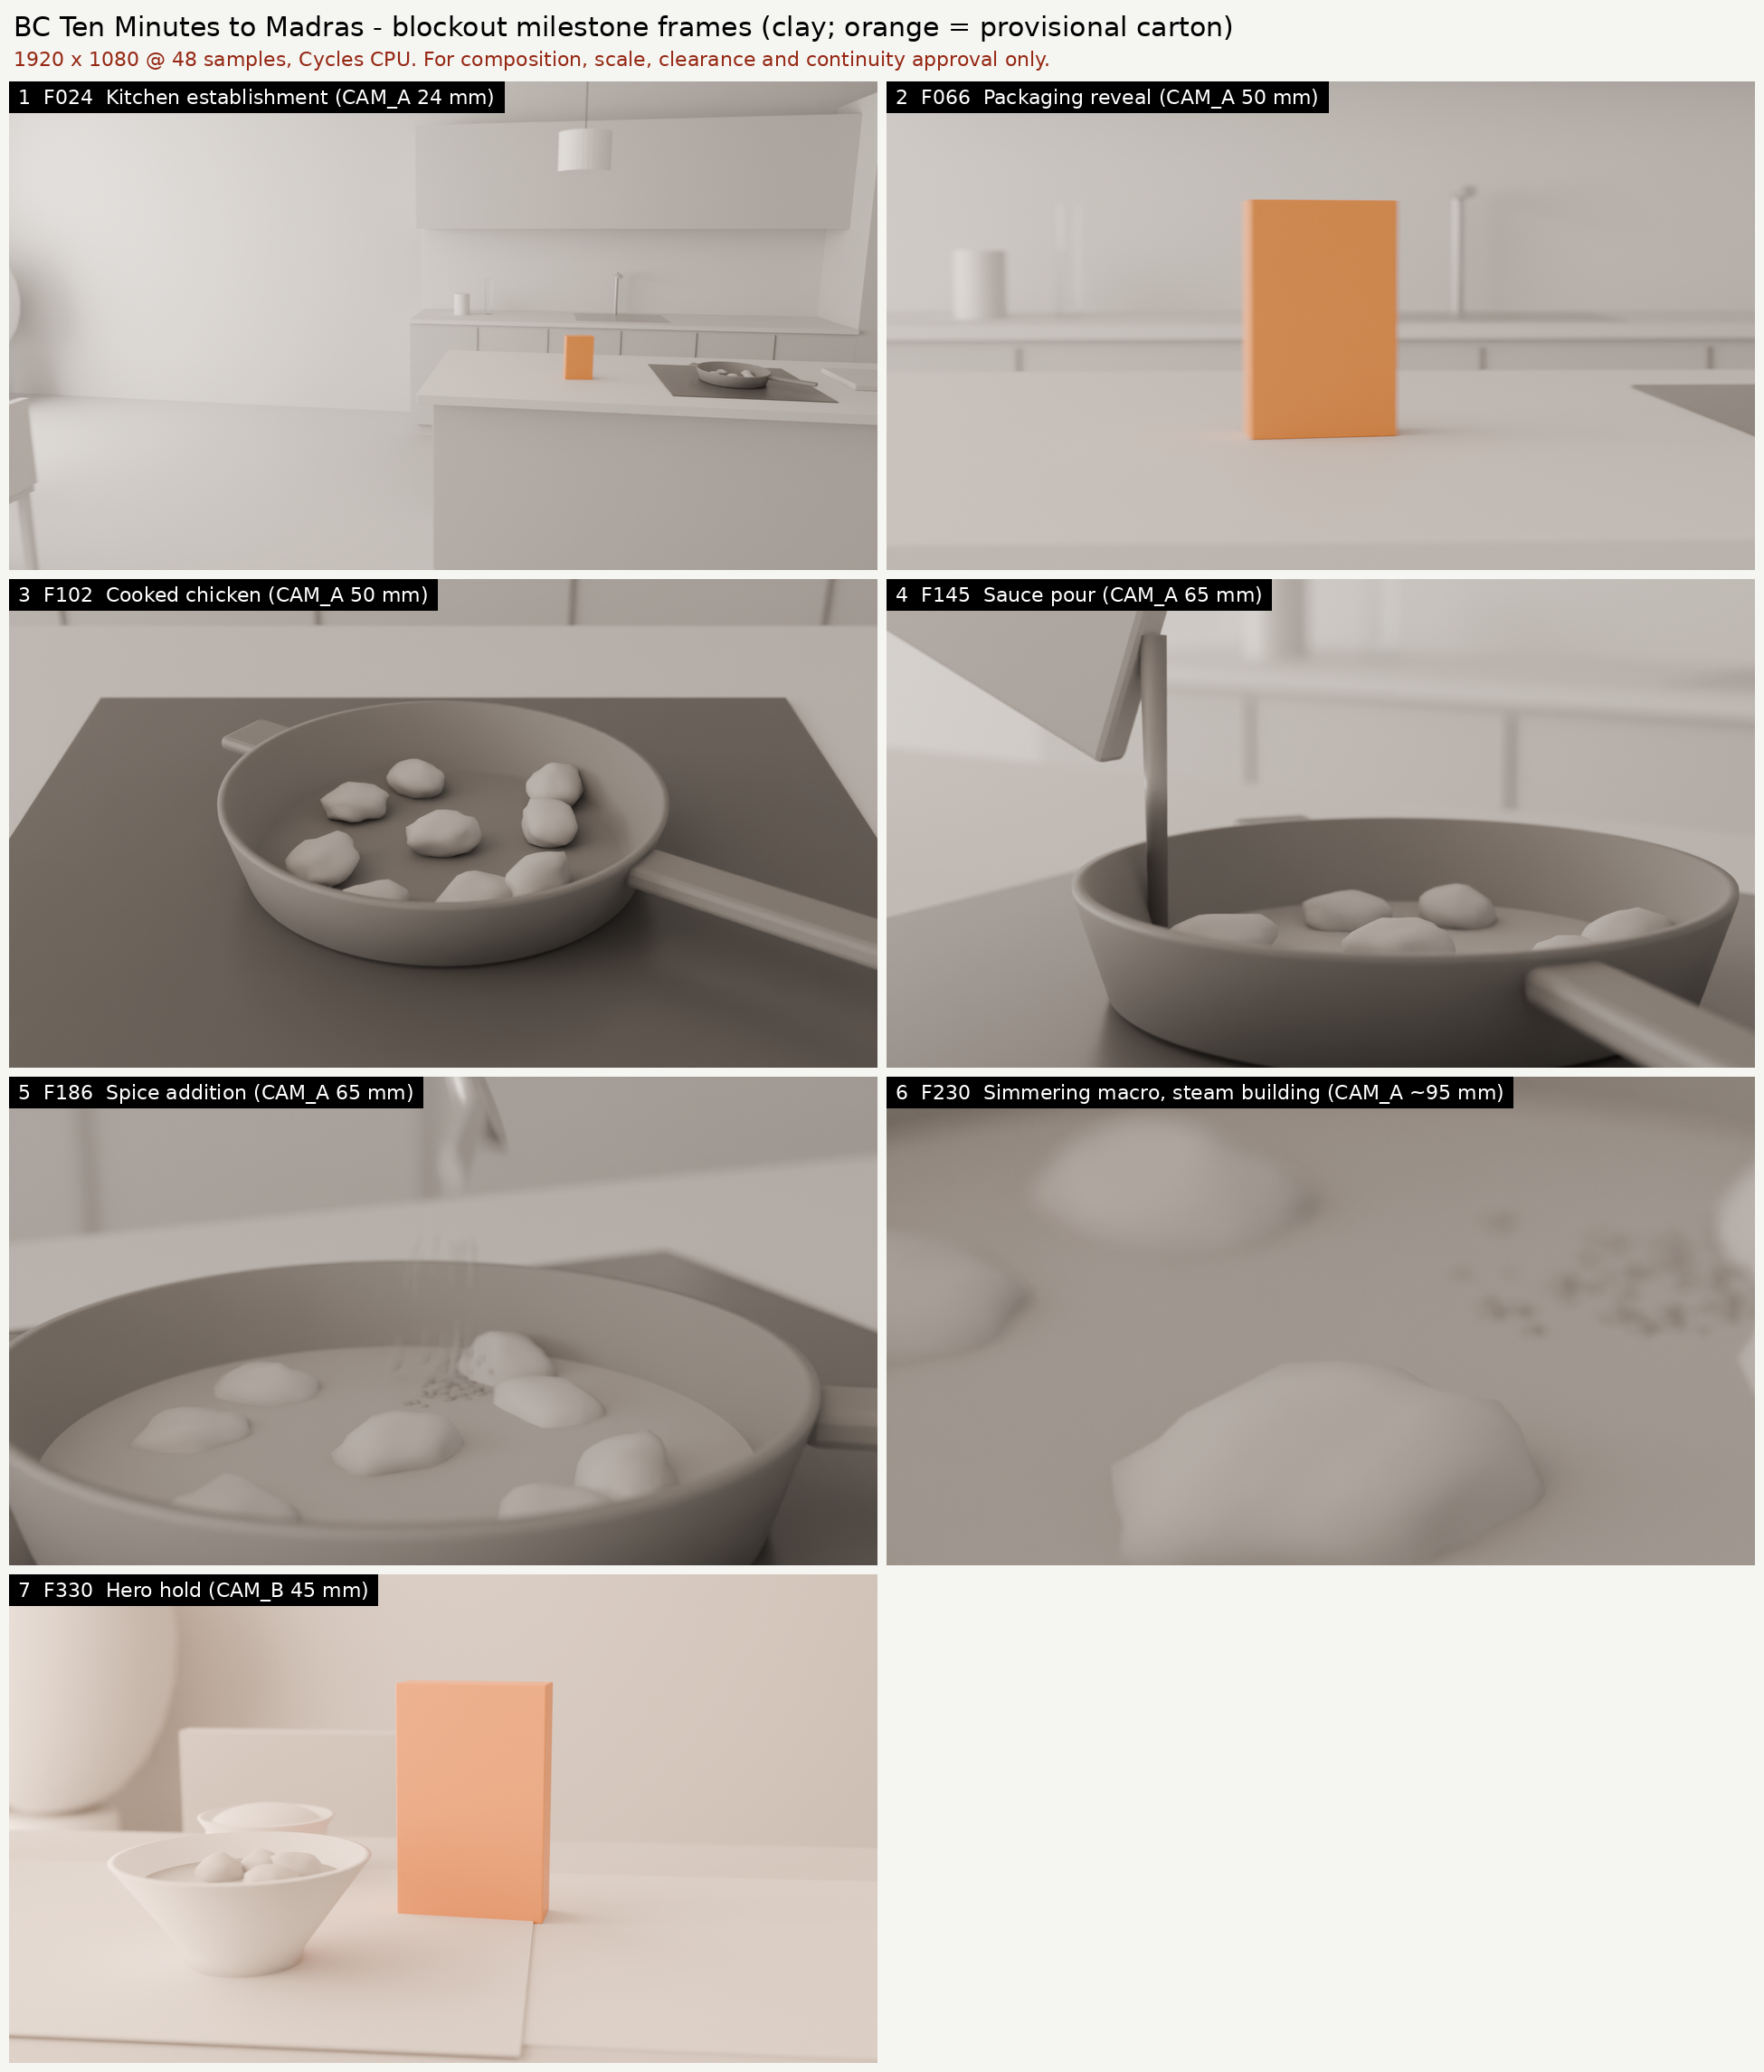 BC Ten Minutes to Madras - blockout milestone frames (clay; orange = provisional carton)
1920 x 1080 @ 48 samples, Cycles CPU. For composition, scale, clearance and continuity approval only.
1 F024 Kitchen establishment (CAM_A 24 mm)
2 F066 Packaging reveal (CAM_A 50 mm)
3 F102 Cooked chicken (CAM_A 50 mm)
4 F145 Sauce pour (CAM_A 65 mm)
5 F186 Spice addition (CAM_A 65 mm)
6 F230 Simmering macro, steam building (CAM_A ~95 mm)
7 F330 Hero hold (CAM_B 45 mm)